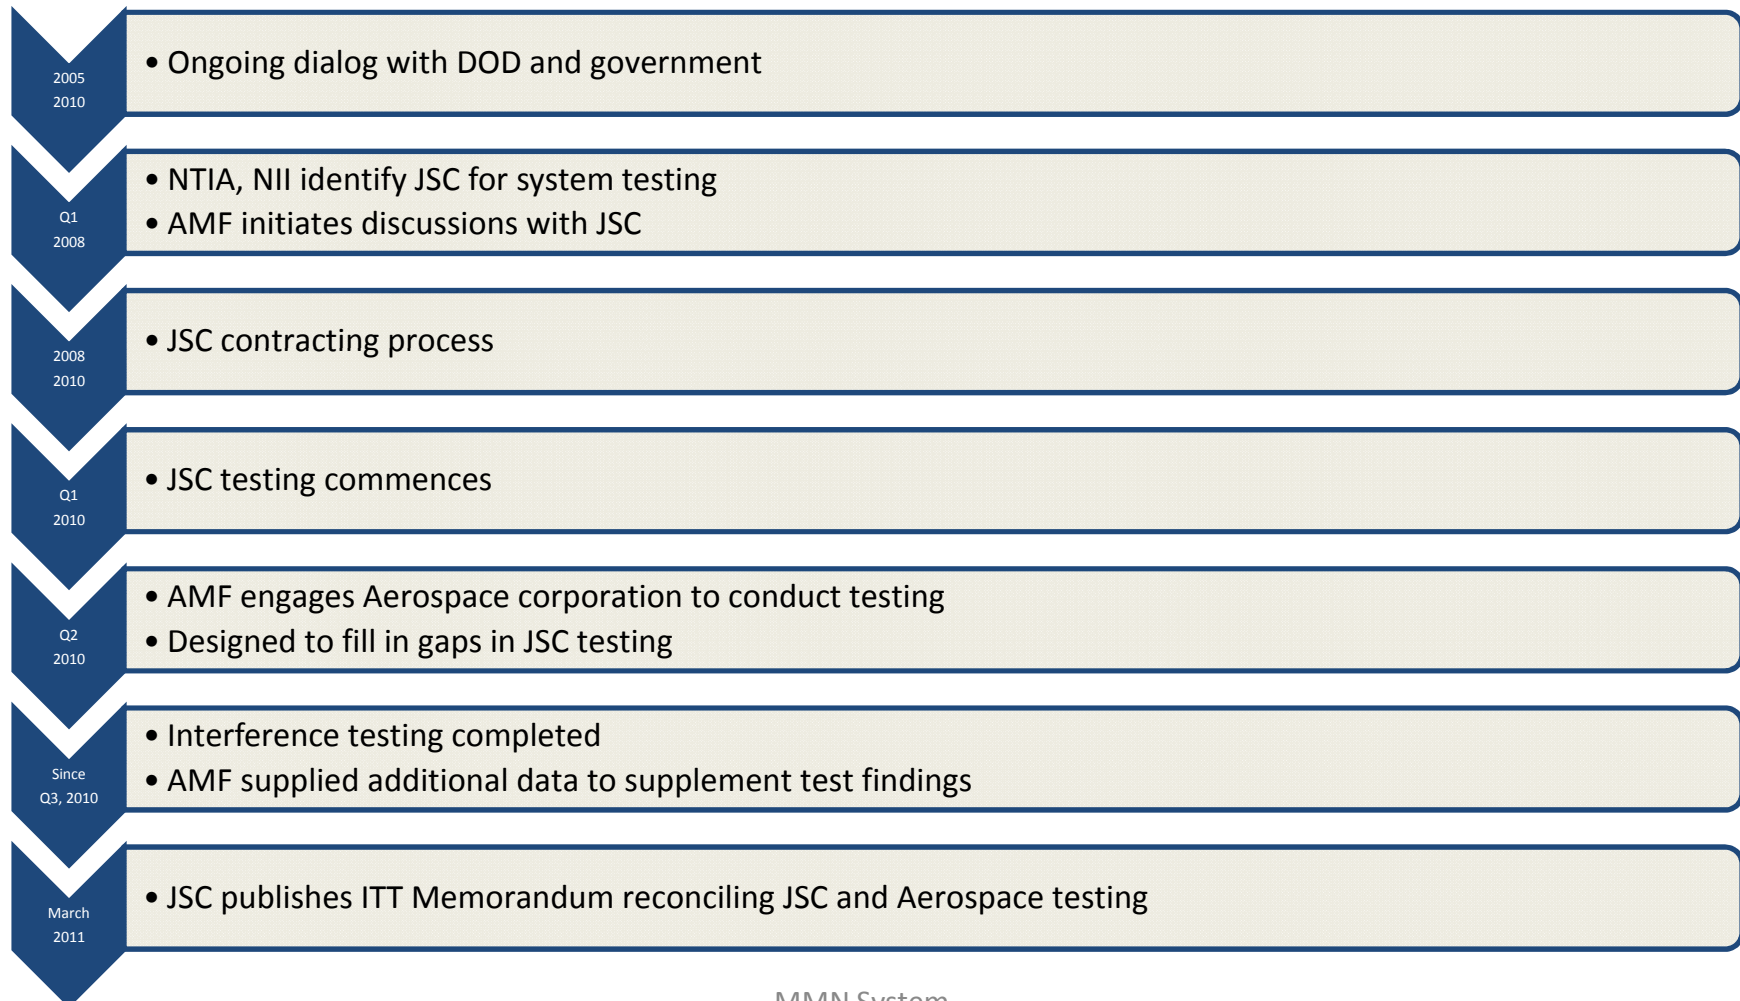 2005
2010
• Ongoing dialog with DOD and government
Q1
2008
• NTIA, NII identify JSC for system testing
• AMF initiates discussions with JSC
2008
2010
• JSC contracting process
Q1
2010
• JSC testing commences
Q2
2010
• AMF engages Aerospace corporation to conduct testing
• Designed to fill in gaps in JSC testing
Since
Q3, 2010
• Interference testing completed
• AMF supplied additional data to supplement test findings
March
2011
• JSC publishes ITT Memorandum reconciling JSC and Aerospace testing
MMN System